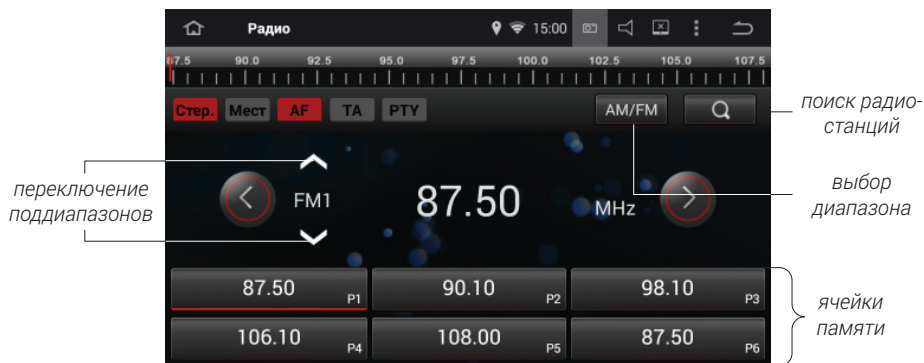 Радио
15:00
87.5 90.0 92.5 95.0 97.5 100.0 102.5 105.0 107.5
Стер. Мест AF TA PTY AM/FM
поиск радио-
станций
переключение
поддиапазонов
FM1
87.50
MHz
выбор
диапазона
87.50 P1
90.10 P2
98.10 P3
106.10 P4
108.00 P5
87.50 P6
ячейки
памяти